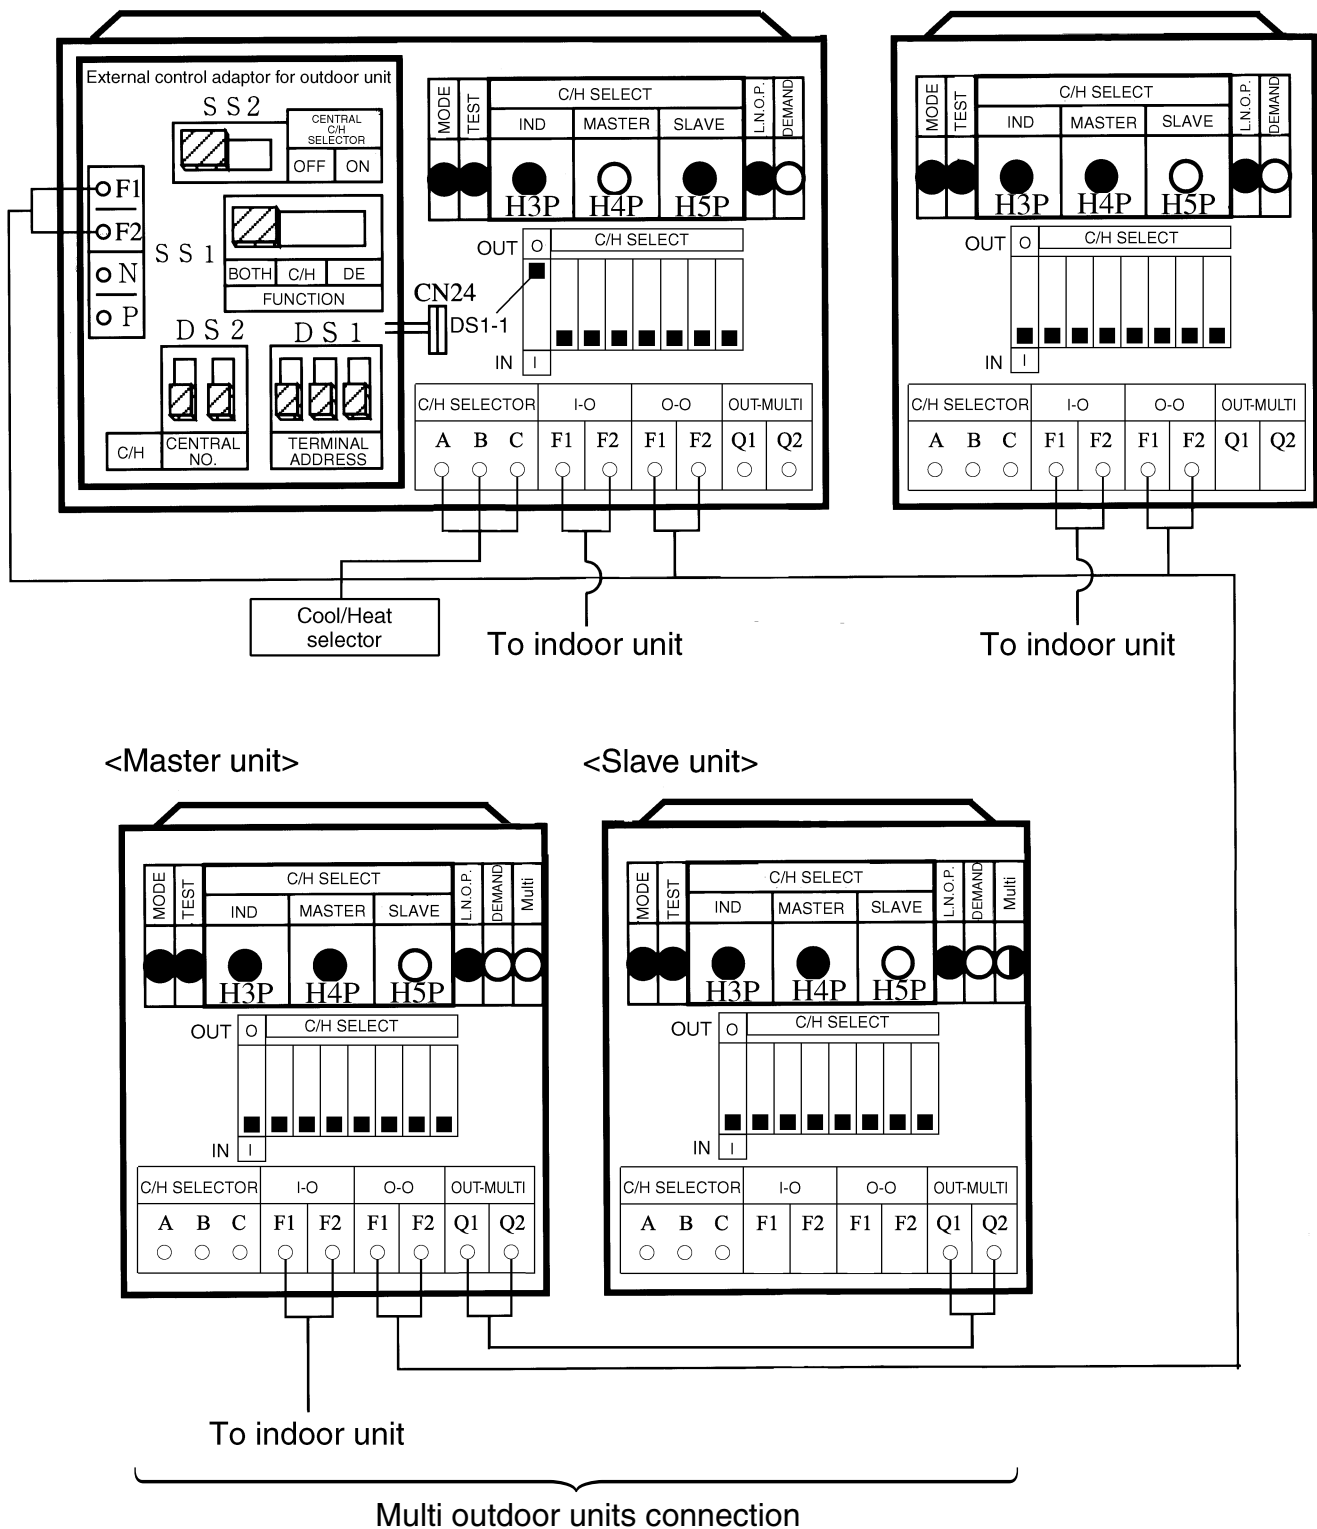 External control adaptor for outdoor unit
SS2
CENTRAL
C/H
SELECTOR
OFF ON
F1
F2
N
P
SS1
BOTH C/H DE
FUNCTION
DS2 DS1
C/H
CENTRAL
NO.
TERMINAL
ADDRESS
CN24
MODE TEST C/H SELECT L.N.O.P. DEMAND
IND MASTER SLAVE
H3P H4P H5P
OUT O C/H SELECT
DS1-1
IN I
C/H SELECTOR I-O O-O OUT-MULTI
A B C F1 F2 F1 F2 Q1 Q2
MODE TEST C/H SELECT L.N.O.P. DEMAND
IND MASTER SLAVE
H3P H4P H5P
OUT O C/H SELECT
IN I
C/H SELECTOR I-O O-O OUT-MULTI
A B C F1 F2 F1 F2 Q1 Q2
Cool/Heat
selector
To indoor unit
To indoor unit
<Master unit>
MODE TEST C/H SELECT L.N.O.P. DEMAND Multi
IND MASTER SLAVE
H3P H4P H5P
OUT O C/H SELECT
IN I
C/H SELECTOR I-O O-O OUT-MULTI
A B C F1 F2 F1 F2 Q1 Q2
<Slave unit>
MODE TEST C/H SELECT L.N.O.P. DEMAND Multi
IND MASTER SLAVE
H3P H4P H5P
OUT O C/H SELECT
IN I
C/H SELECTOR I-O O-O OUT-MULTI
A B C F1 F2 F1 F2 Q1 Q2
To indoor unit
Multi outdoor units connection